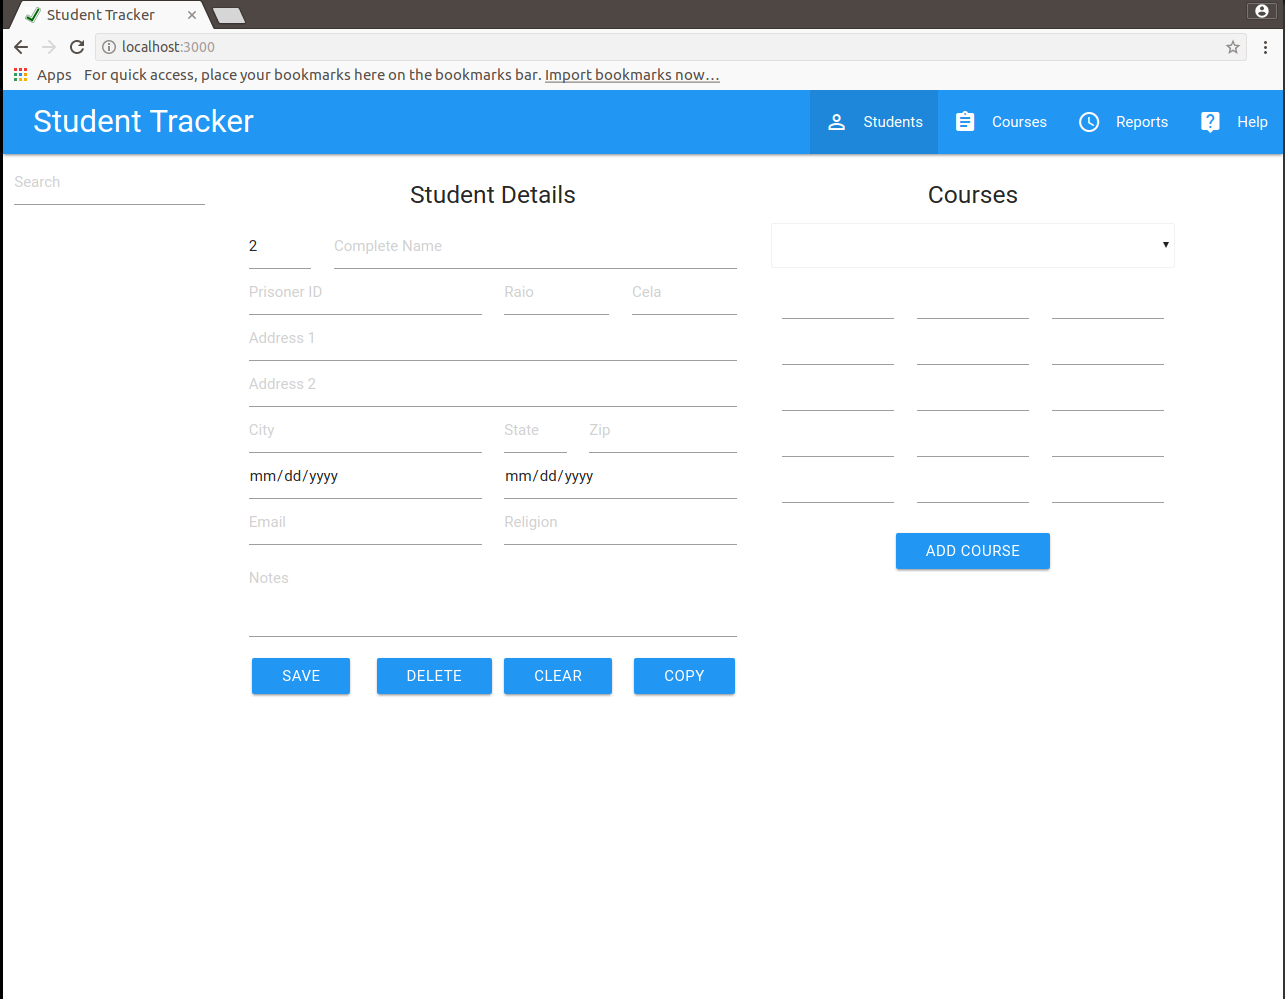 Student Tracker
localhost:3000
Apps For quick access, place your bookmarks here on the bookmarks bar. Import bookmarks now...
Student Tracker Students Courses Reports Help
Search
Student Details
2 Complete Name
Prisoner ID Raio Cela
Address 1
Address 2
City State Zip
mm/dd/yyyy mm/dd/yyyy
Email Religion
Notes
SAVE DELETE CLEAR COPY
Courses
ADD COURSE